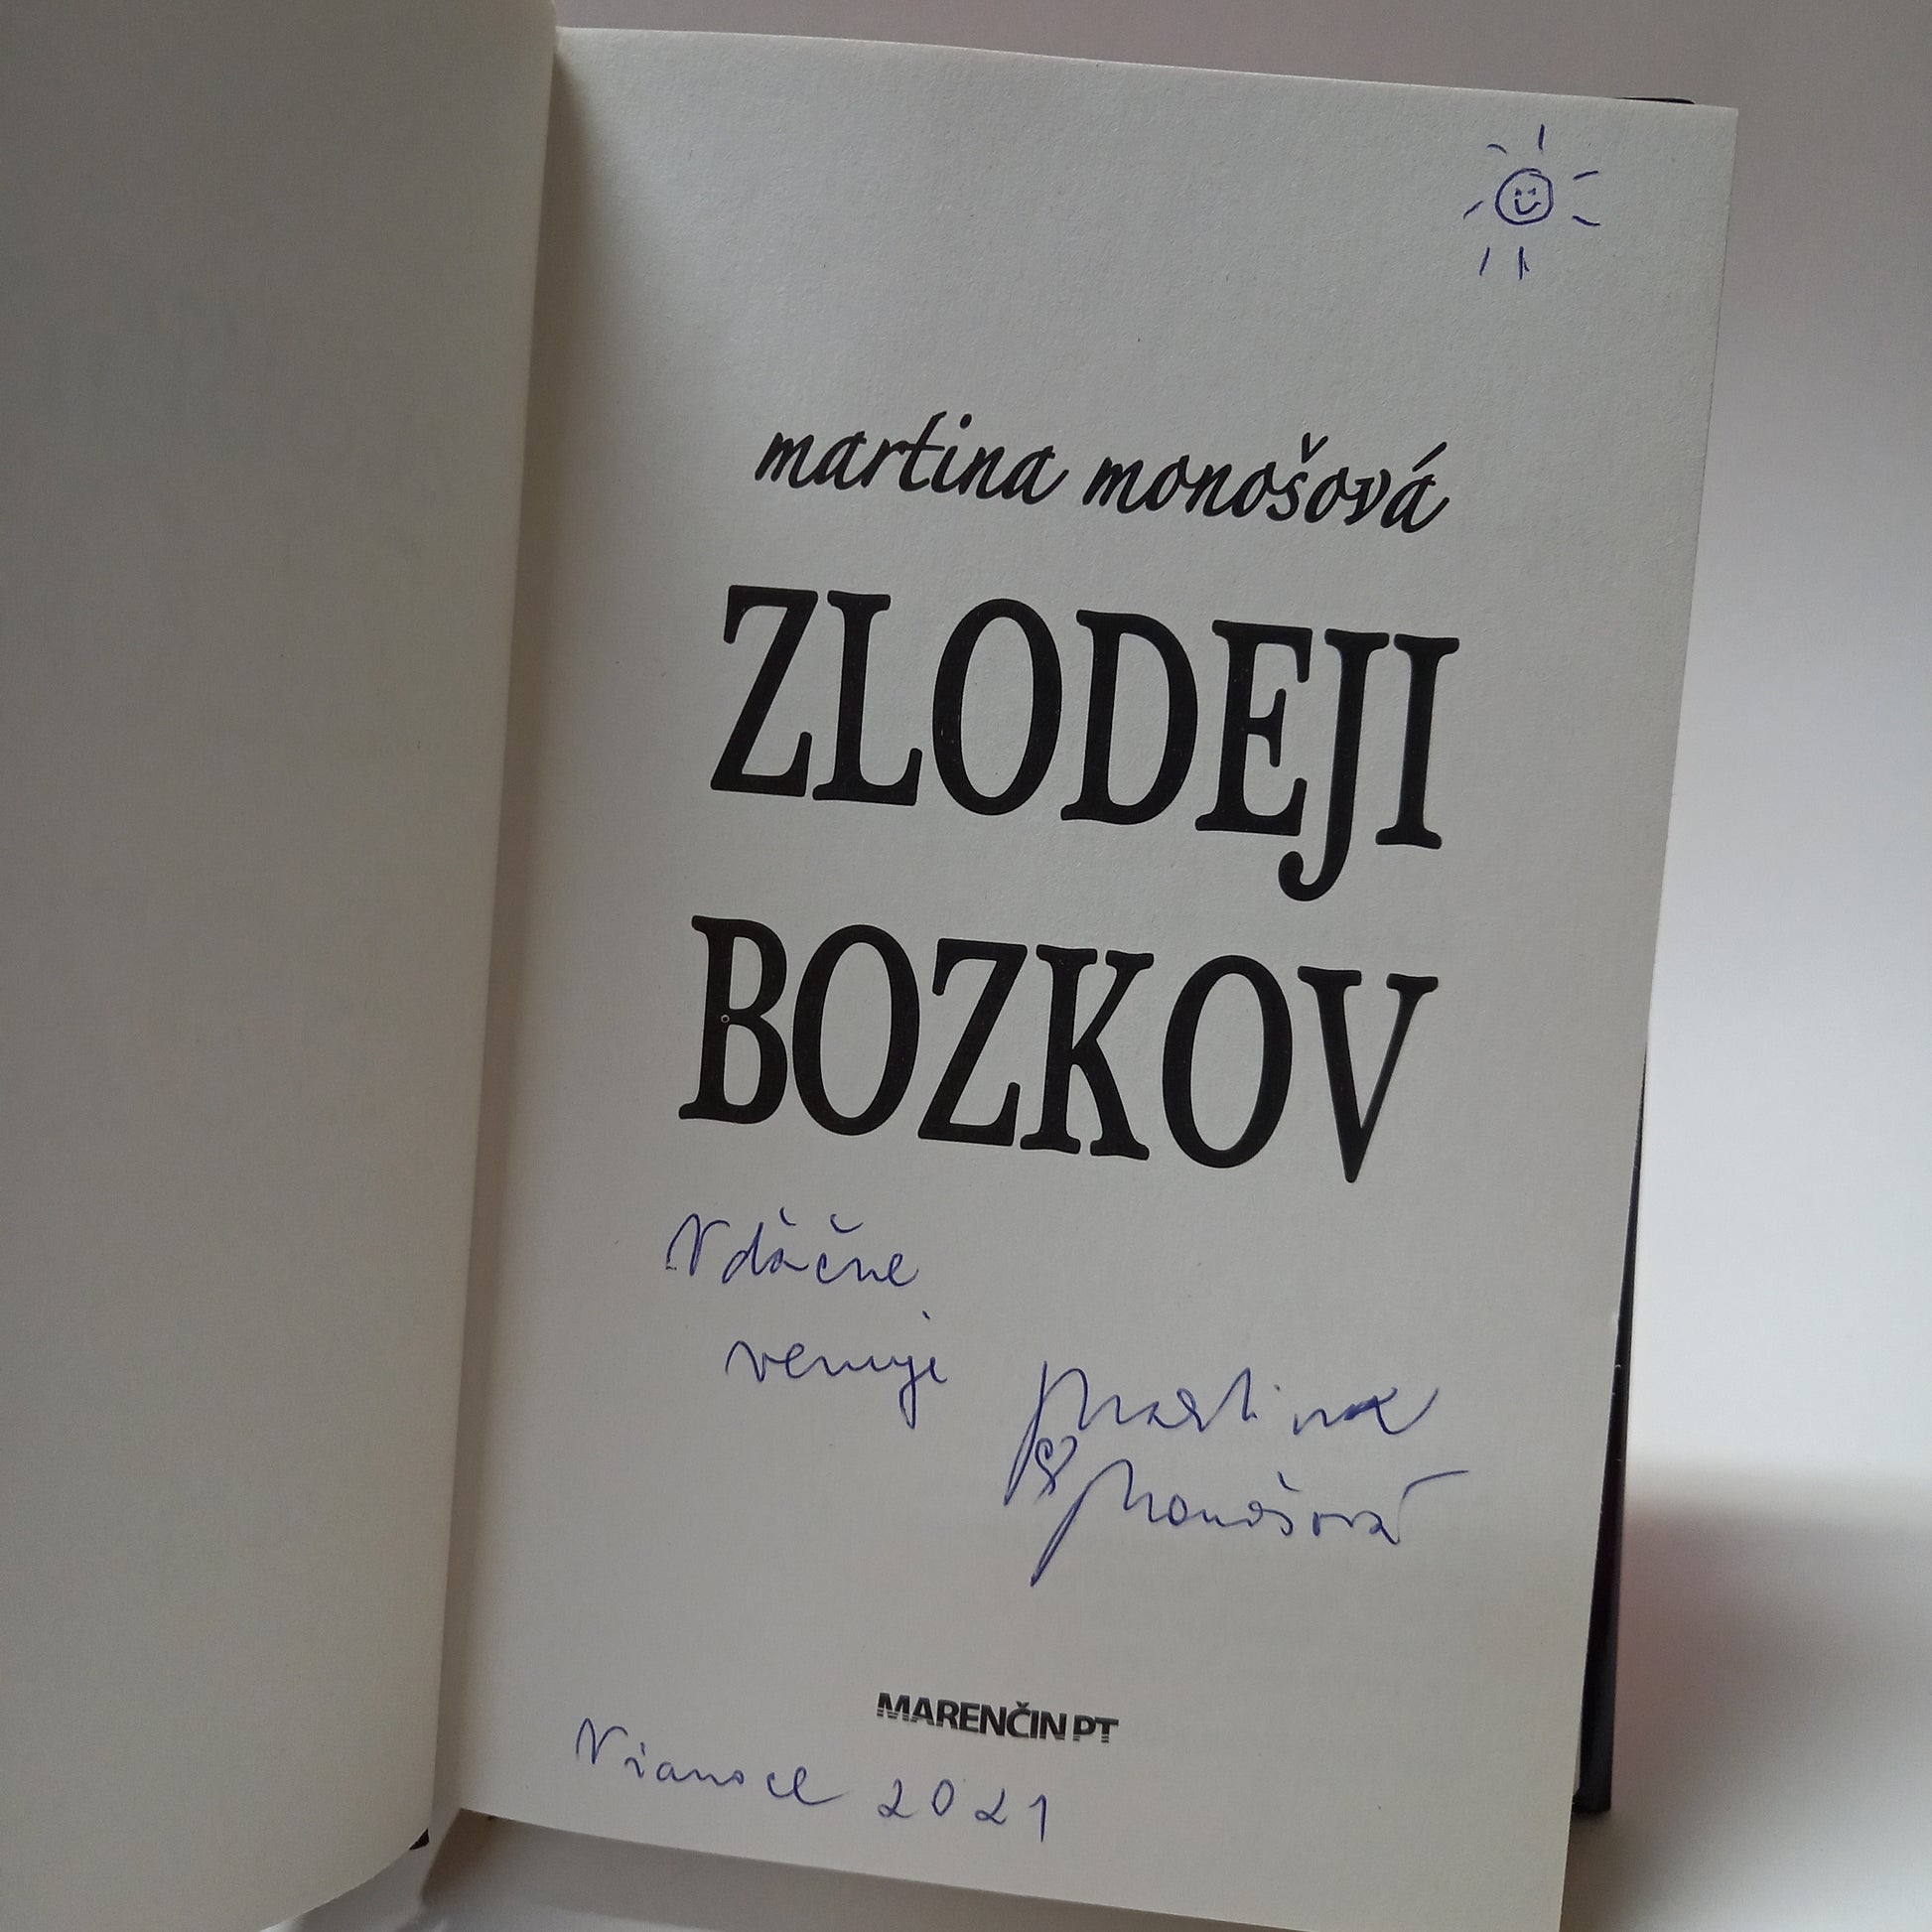 martina monošová
ZLODEJI
BOZKOV
Vďačne
venuje
Martina
Monošová
MARENČIN PT
Vianoce 2021